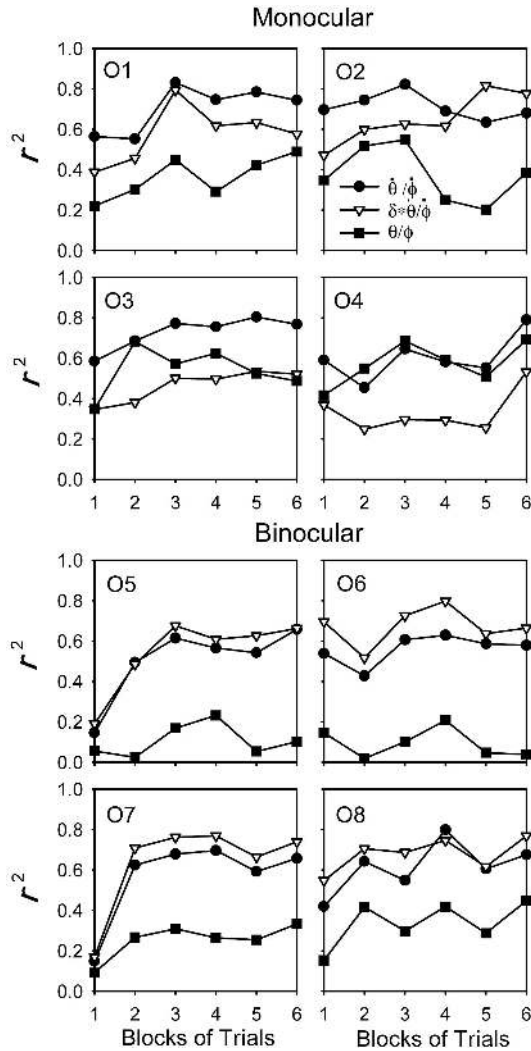 Monocular
1.0
0.8
0.6
0.4
0.2
0.0
r²
O1
O2
θ̇/φ̇
δ*θ̇/φ̇
θ/φ
1.0
0.8
0.6
0.4
0.2
0.0
r²
O3
O4
1 2 3 4 5 6 1 2 3 4 5 6
Binocular
1.0
0.8
0.6
0.4
0.2
0.0
r²
O5
O6
1.0
0.8
0.6
0.4
0.2
0.0
r²
O7
O8
1 2 3 4 5 6 1 2 3 4 5 6
Blocks of Trials Blocks of Trials